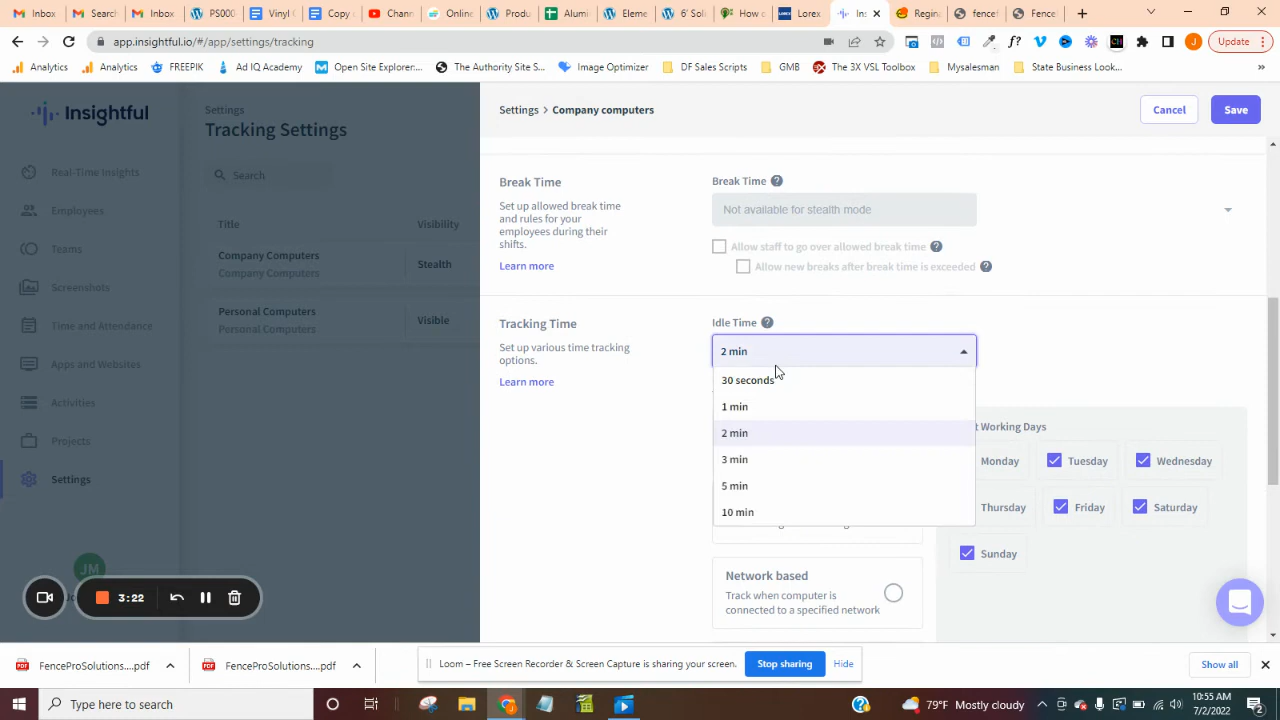 Inbox
Inbox
Inbox
PS000
Vinyl
Copy
Chan
Online
Produ
Alumi
Eleme
6' Soli
How c
Lorex
Ins
Regin
fencel
Fence
app.insightful.io/#/app/settings/tracking
Update
Analytics
Analytics
FREEPIK
Ad IQ Academy
Open Site Explorer:...
The Authority Site S...
Image Optimizer
DF Sales Scripts
GMB
The 3X VSL Toolbox
Mysalesman
State Business Look...
Insightful
Settings
Tracking Settings
Settings > Company computers
Cancel
Save
Real-Time Insights
Employees
Teams
Screenshots
Time and Attendance
Apps and Websites
Activities
Projects
Settings
JM
Search
Title
Visibility
Company Computers
Company Computers
Stealth
Personal Computers
Personal Computers
Visible
Break Time
Set up allowed break time
and rules for your
employees during their
shifts.
Learn more
Break Time
Not available for stealth mode
Allow staff to go over allowed break time
Allow new breaks after break time is exceeded
Tracking Time
Set up various time tracking
options.
Learn more
Idle Time
2 min
30 seconds
1 min
2 min
3 min
5 min
10 min
Working Days
Monday
Tuesday
Wednesday
Thursday
Friday
Saturday
Sunday
Network based
Track when computer is
connected to a specified network
3:22
FenceProSolutions....pdf
FenceProSolutions....pdf
Loom – Free Screen Recorder & Screen Capture is sharing your screen.
Stop sharing
Hide
Show all
Type here to search
79°F Mostly cloudy
10:55 AM
7/2/2022
2